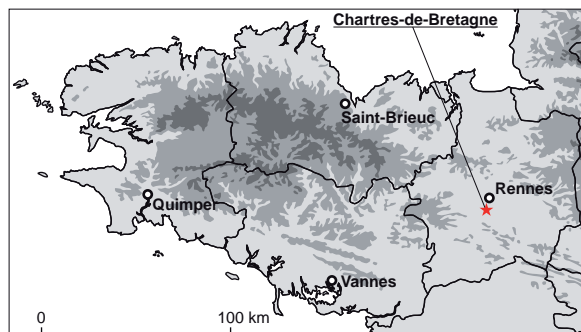 Chartres-de-Bretagne
Saint-Brieuc
Rennes
Quimper
Vannes
0 100 km